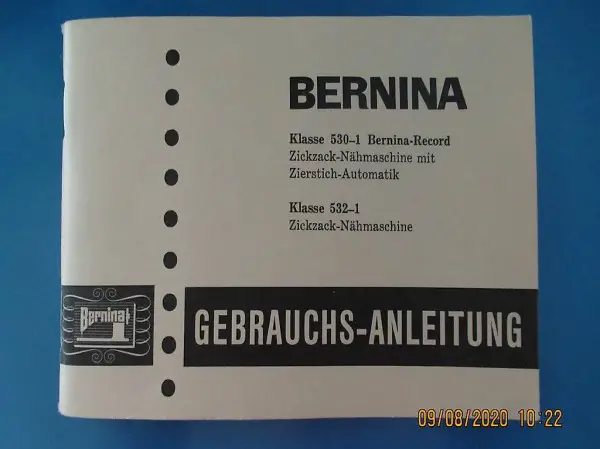 BERNINA
Klasse 530-1 Bernina-Record
Zickzack-Nähmaschine mit
Zierstich-Automatik
Klasse 532-1
Zickzack-Nähmaschine
Bernina
GEBRAUCHS-ANLEITUNG
09/08/2020 10:22